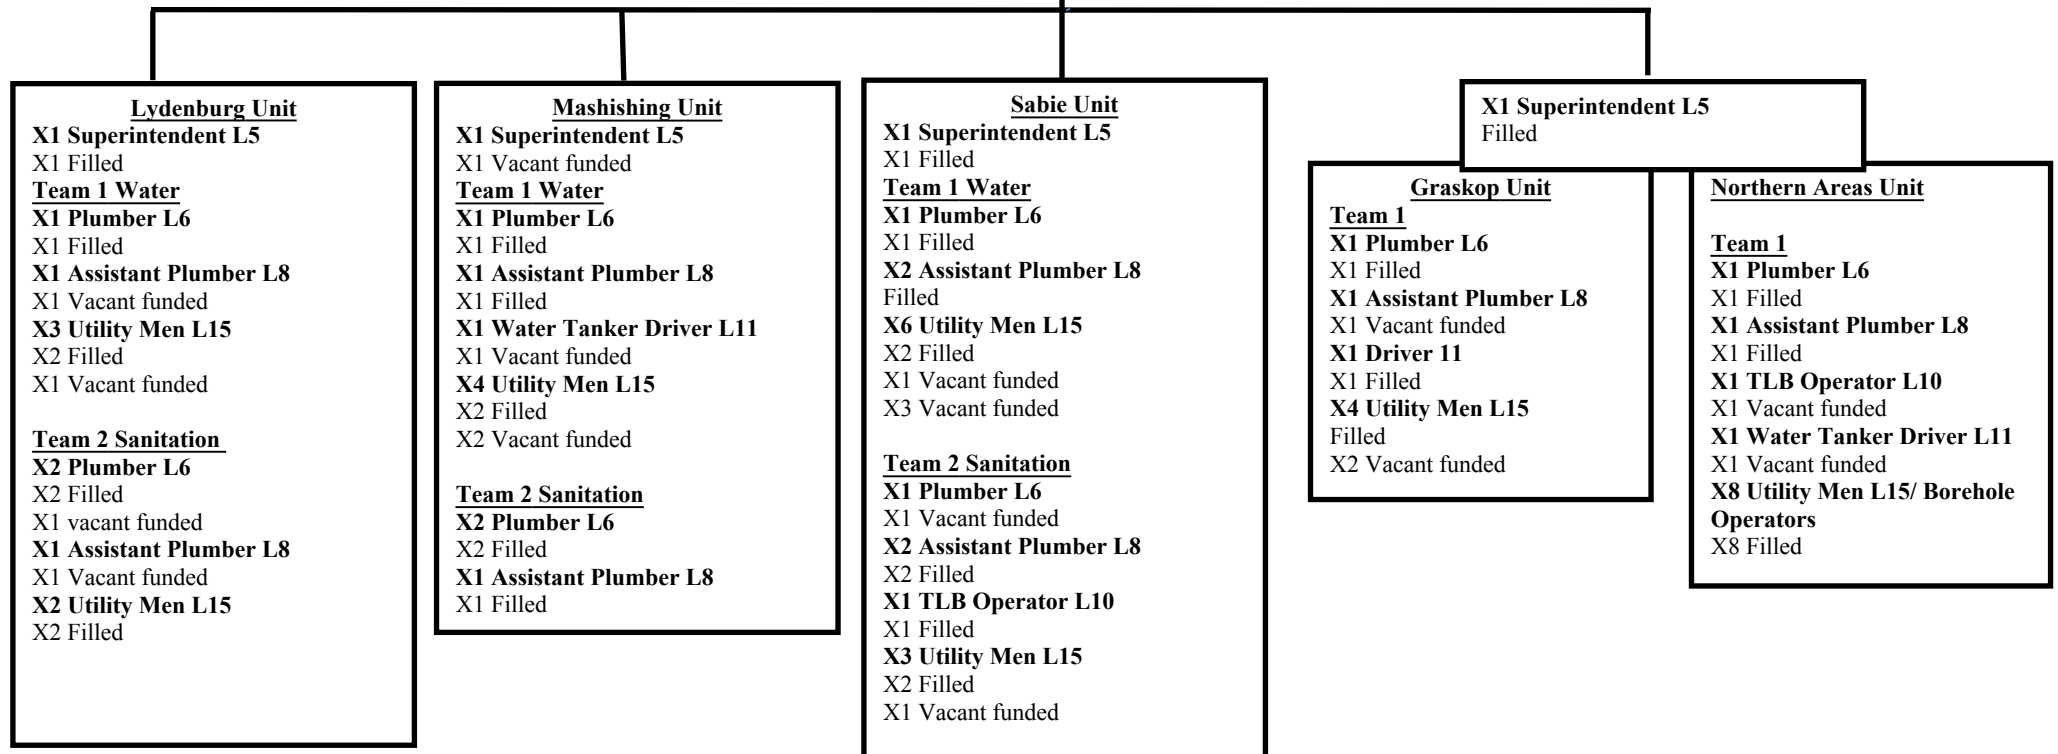 Lydenburg Unit
X1 Superintendent L5
X1 Filled
Team 1 Water
X1 Plumber L6
X1 Filled
X1 Assistant Plumber L8
X1 Vacant funded
X3 Utility Men L15
X2 Filled
X1 Vacant funded
Team 2 Sanitation
X2 Plumber L6
X2 Filled
X1 vacant funded
X1 Assistant Plumber L8
X1 Vacant funded
X2 Utility Men L15
X2 Filled
Mashishing Unit
X1 Superintendent L5
X1 Vacant funded
Team 1 Water
X1 Plumber L6
X1 Filled
X1 Assistant Plumber L8
X1 Filled
X1 Water Tanker Driver L11
X1 Vacant funded
X4 Utility Men L15
X2 Filled
X2 Vacant funded
Team 2 Sanitation
X2 Plumber L6
X2 Filled
X1 Assistant Plumber L8
X1 Filled
Sabie Unit
X1 Superintendent L5
X1 Filled
Team 1 Water
X1 Plumber L6
X1 Filled
X2 Assistant Plumber L8
Filled
X6 Utility Men L15
X2 Filled
X1 Vacant funded
X3 Vacant funded
Team 2 Sanitation
X1 Plumber L6
X1 Vacant funded
X2 Assistant Plumber L8
X2 Filled
X1 TLB Operator L10
X1 Filled
X3 Utility Men L15
X2 Filled
X1 Vacant funded
X1 Superintendent L5
Filled
Graskop Unit
Team 1
X1 Plumber L6
X1 Filled
X1 Assistant Plumber L8
X1 Vacant funded
X1 Driver 11
X1 Filled
X4 Utility Men L15
Filled
X2 Vacant funded
Northern Areas Unit
Team 1
X1 Plumber L6
X1 Filled
X1 Assistant Plumber L8
X1 Filled
X1 TLB Operator L10
X1 Vacant funded
X1 Water Tanker Driver L11
X1 Vacant funded
X8 Utility Men L15/ Borehole
Operators
X8 Filled